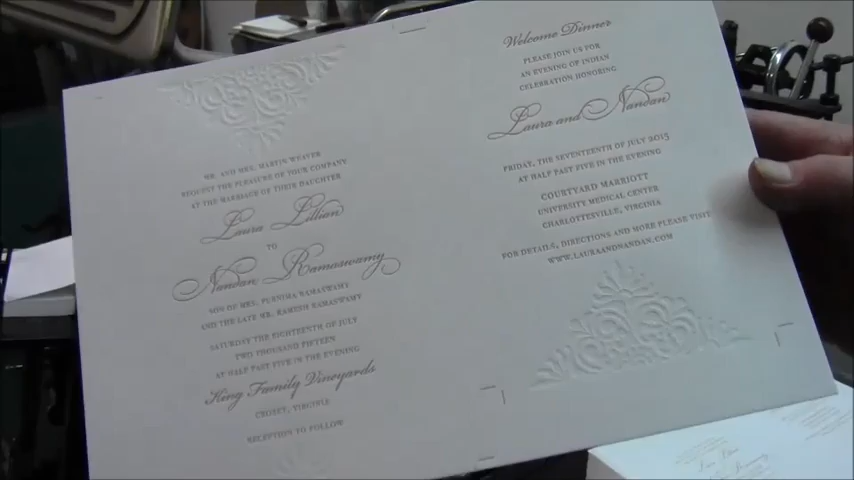 MR. AND MRS. MARTIN WEAVER
REQUEST THE PLEASURE OF YOUR COMPANY
AT THE MARRIAGE OF THEIR DAUGHTER
Laura Lillian
TO
Nandan Ramaswamy
SON OF MRS. PURNIMA RAMASWAMY
AND THE LATE MR. RAMESH RAMASWAMY
SATURDAY THE EIGHTEENTH OF JULY
TWO THOUSAND FIFTEEN
AT HALF PAST FIVE IN THE EVENING
King Family Vineyards
CROZET, VIRGINIA
RECEPTION TO FOLLOW
Welcome Dinner
PLEASE JOIN US FOR
AN EVENING OF INDIAN
CELEBRATION HONORING
Laura and Nandan
FRIDAY, THE SEVENTEENTH OF JULY 2015
AT HALF PAST FIVE IN THE EVENING
COURTYARD MARRIOTT
UNIVERSITY MEDICAL CENTER
CHARLOTTESVILLE, VIRGINIA
FOR DETAILS, DIRECTIONS AND MORE PLEASE VISIT
WWW.LAURAANDNANDAN.COM